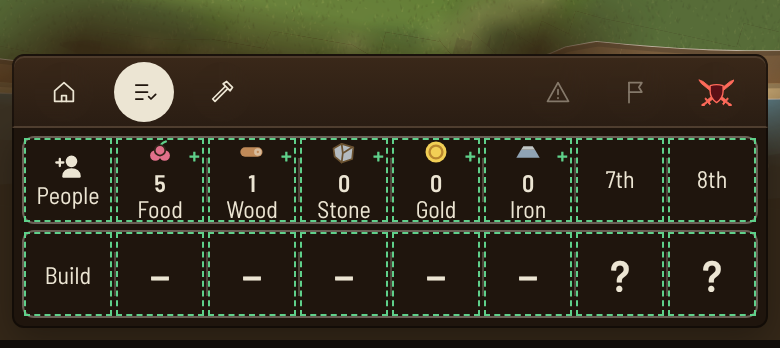 5 1 0 0 0
People Food Wood Stone Gold Iron 7th 8th
Build – – – – – ? ?